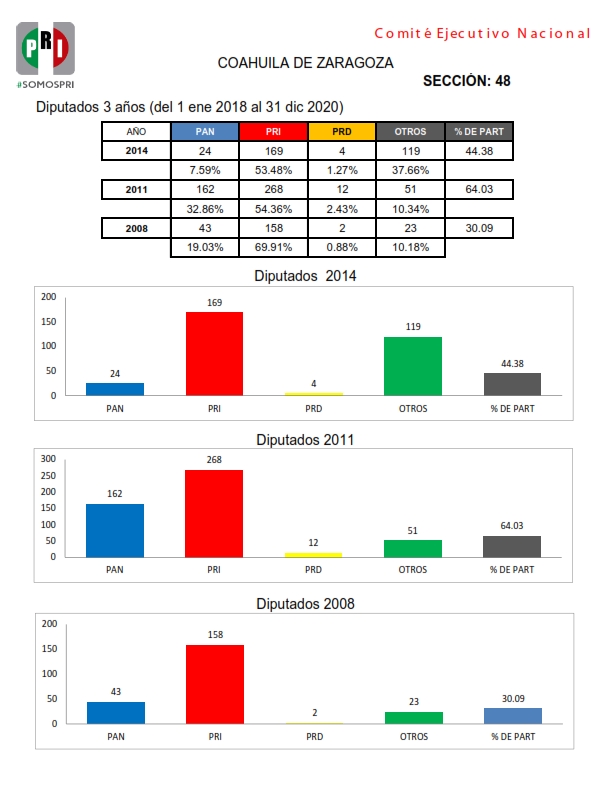 Comité Ejecutivo Nacional
PRI
#SOMOSPRI
COAHUILA DE ZARAGOZA
SECCIÓN: 48
Diputados 3 años (del 1 ene 2018 al 31 dic 2020)
AÑO PAN PRI PRD OTROS % DE PART
2014 24 169 4 119 44.38
7.59% 53.48% 1.27% 37.66%
2011 162 268 12 51 64.03
32.86% 54.36% 2.43% 10.34%
2008 43 158 2 23 30.09
19.03% 69.91% 0.88% 10.18%
Diputados 2014
200
150
100
50
0
24 169 4 119 44.38
PAN PRI PRD OTROS % DE PART
Diputados 2011
300
250
200
150
100
50
0
162 268 12 51 64.03
PAN PRI PRD OTROS % DE PART
Diputados 2008
200
150
100
50
0
43 158 2 23 30.09
PAN PRI PRD OTROS % DE PART